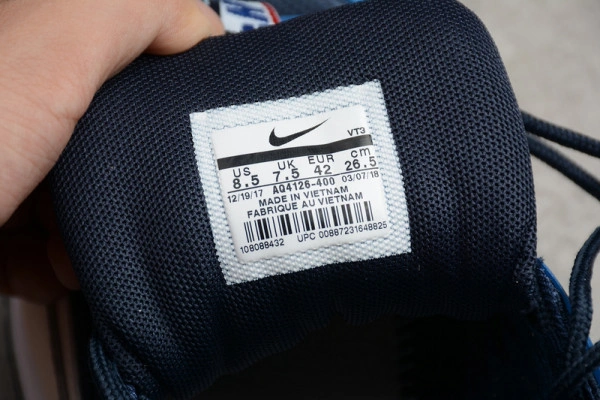 VT3
US UK EUR cm
8.5 7.5 42 26.5
12/19/17 AQ4126-400 03/07/18
MADE IN VIETNAM
FABRIQUE AU VIETNAM
108088432 UPC 00887231648825